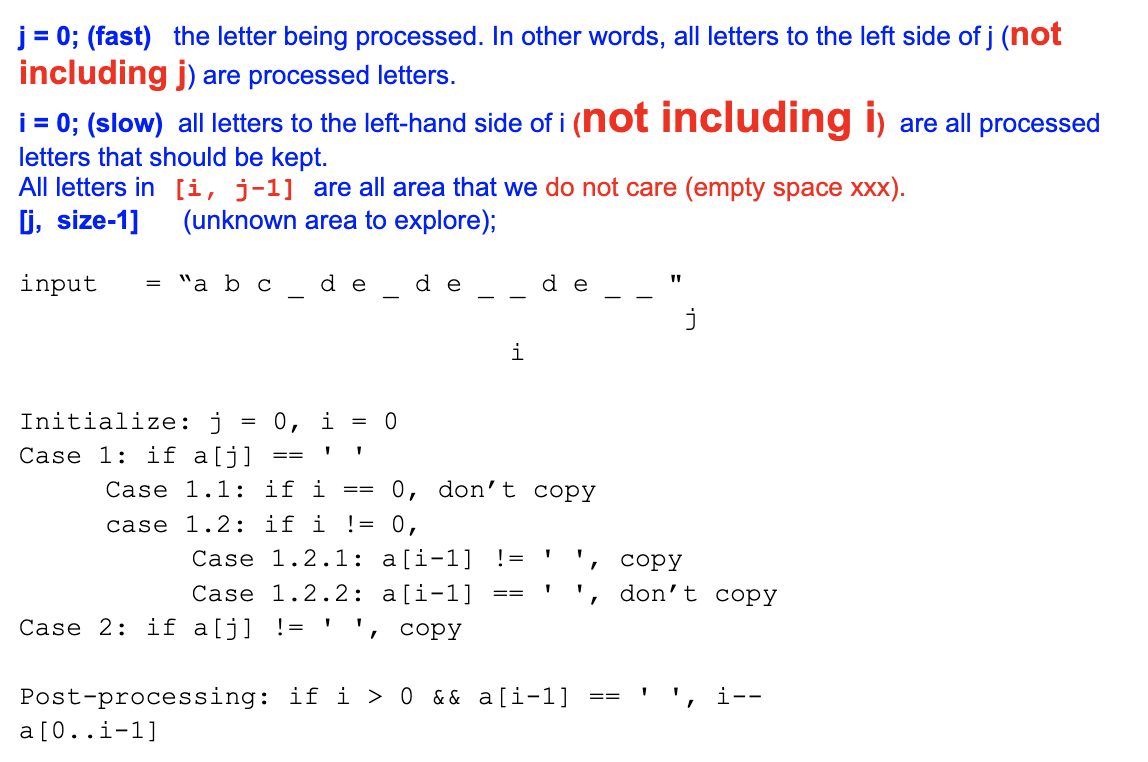 j = 0; (fast) the letter being processed. In other words, all letters to the left side of j (not
including j) are processed letters.
i = 0; (slow) all letters to the left-hand side of i (not including i) are all processed
letters that should be kept.
All letters in [i, j-1] are all area that we do not care (empty space xxx).
[j, size-1] (unknown area to explore);
input = “a b c _ d e _ d e _ _ d e _ _ "
j
i
Initialize: j = 0, i = 0
Case 1: if a[j] == ' '
Case 1.1: if i == 0, don’t copy
case 1.2: if i != 0,
Case 1.2.1: a[i-1] != ' ', copy
Case 1.2.2: a[i-1] == ' ', don’t copy
Case 2: if a[j] != ' ', copy
Post-processing: if i > 0 && a[i-1] == ' ', i--
a[0..i-1]